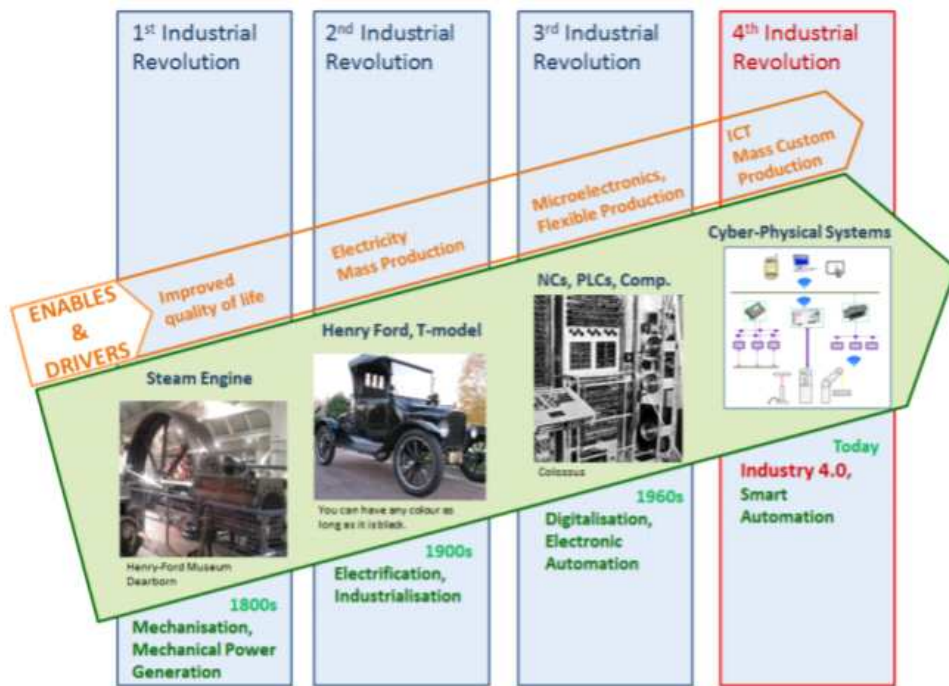 1st Industrial
Revolution
2nd Industrial
Revolution
3rd Industrial
Revolution
4th Industrial
Revolution
ENABLES
&
DRIVERS
Improved
quality of life
Electricity
Mass Production
Microelectronics,
Flexible Production
ICT
Mass Custom
Production
Steam Engine
Henry-Ford Museum
Dearborn
1800s
Mechanisation,
Mechanical Power
Generation
Henry Ford, T-model
You can have any colour as
long as it is black.
1900s
Electrification,
Industrialisation
NCs, PLCs, Comp.
Colossus
1960s
Digitalisation,
Electronic
Automation
Cyber-Physical Systems
Today
Industry 4.0,
Smart
Automation